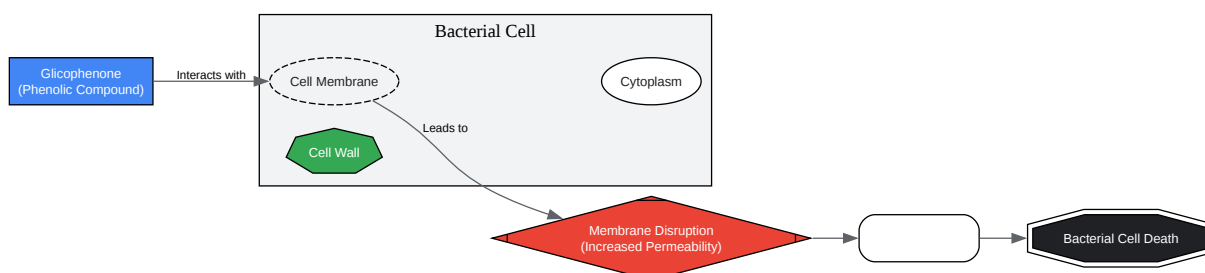 Bacterial Cell
Glicophenone
(Phenolic Compound)
Interacts with
Cell Membrane
Cytoplasm
Leads to
Cell Wall
Membrane Disruption
(Increased Permeability)
Bacterial Cell Death